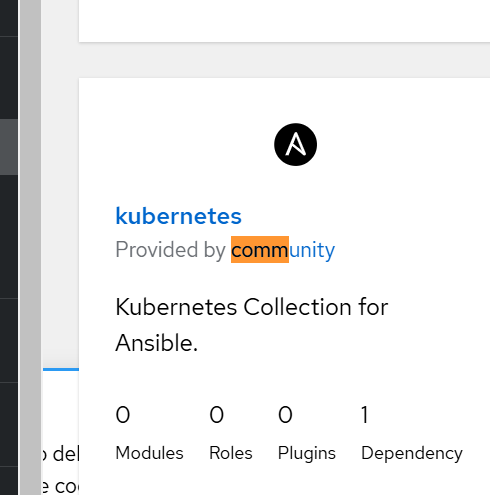 kubernetes
Provided by community
Kubernetes Collection for
Ansible.
0 0 0 1
Modules Roles Plugins Dependency